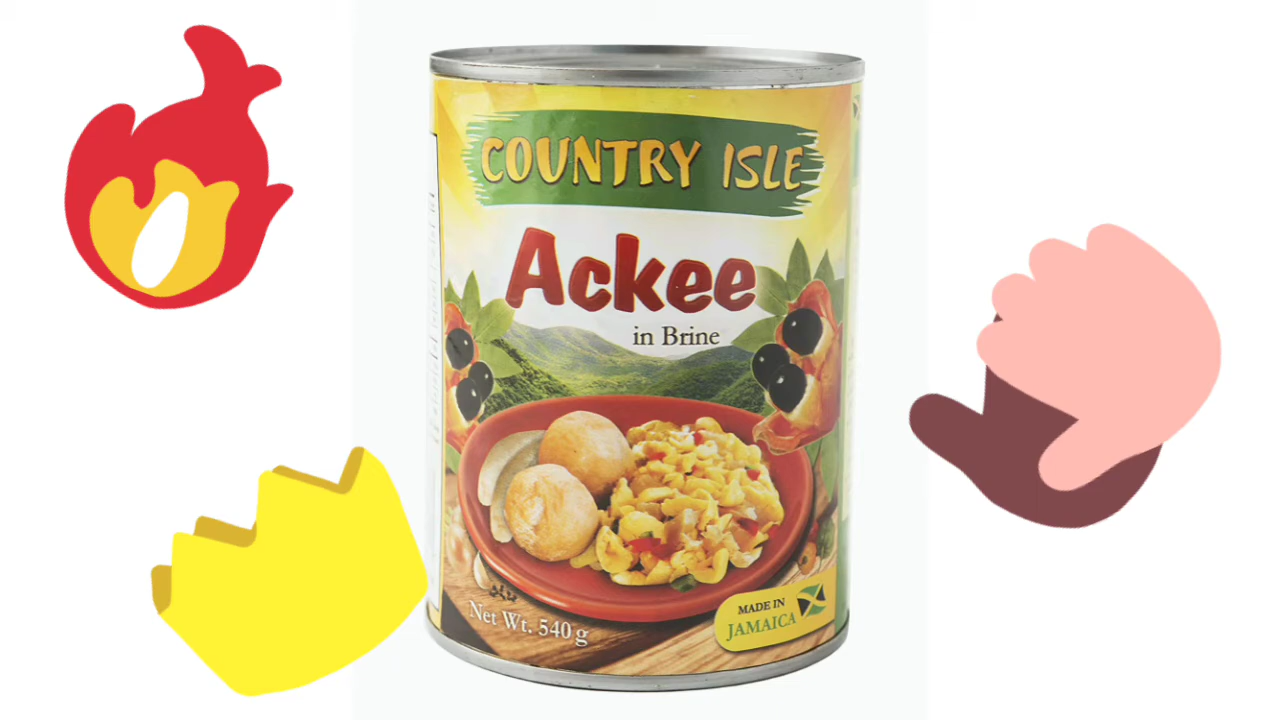 COUNTRY ISLE
Ackee
in Brine
Net Wt. 540 g
MADE IN
JAMAICA